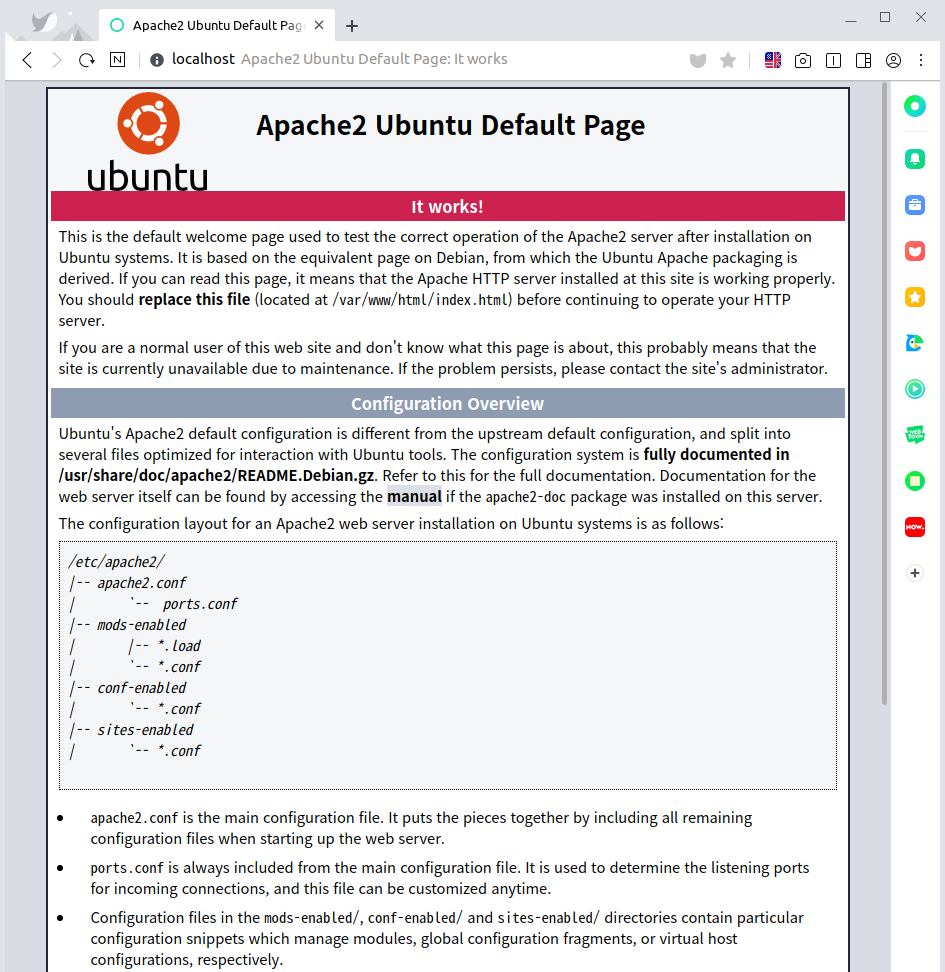 Apache2 Ubuntu Default Pag
N
localhost Apache2 Ubuntu Default Page: It works
ubuntu
Apache2 Ubuntu Default Page
It works!
This is the default welcome page used to test the correct operation of the Apache2 server after installation on
Ubuntu systems. It is based on the equivalent page on Debian, from which the Ubuntu Apache packaging is
derived. If you can read this page, it means that the Apache HTTP server installed at this site is working properly.
You should replace this file (located at /var/www/html/index.html) before continuing to operate your HTTP
server.
If you are a normal user of this web site and don't know what this page is about, this probably means that the
site is currently unavailable due to maintenance. If the problem persists, please contact the site's administrator.
Configuration Overview
Ubuntu's Apache2 default configuration is different from the upstream default configuration, and split into
several files optimized for interaction with Ubuntu tools. The configuration system is fully documented in
/usr/share/doc/apache2/README.Debian.gz. Refer to this for the full documentation. Documentation for the
web server itself can be found by accessing the manual if the apache2-doc package was installed on this server.
The configuration layout for an Apache2 web server installation on Ubuntu systems is as follows:
/etc/apache2/
|-- apache2.conf
|       `--  ports.conf
|-- mods-enabled
|       |-- *.load
|       `-- *.conf
|-- conf-enabled
|       `-- *.conf
|-- sites-enabled
|       `-- *.conf
apache2.conf is the main configuration file. It puts the pieces together by including all remaining
configuration files when starting up the web server.
ports.conf is always included from the main configuration file. It is used to determine the listening ports
for incoming connections, and this file can be customized anytime.
Configuration files in the mods-enabled/, conf-enabled/ and sites-enabled/ directories contain particular
configuration snippets which manage modules, global configuration fragments, or virtual host
configurations, respectively.
WEB TOON
NOW.